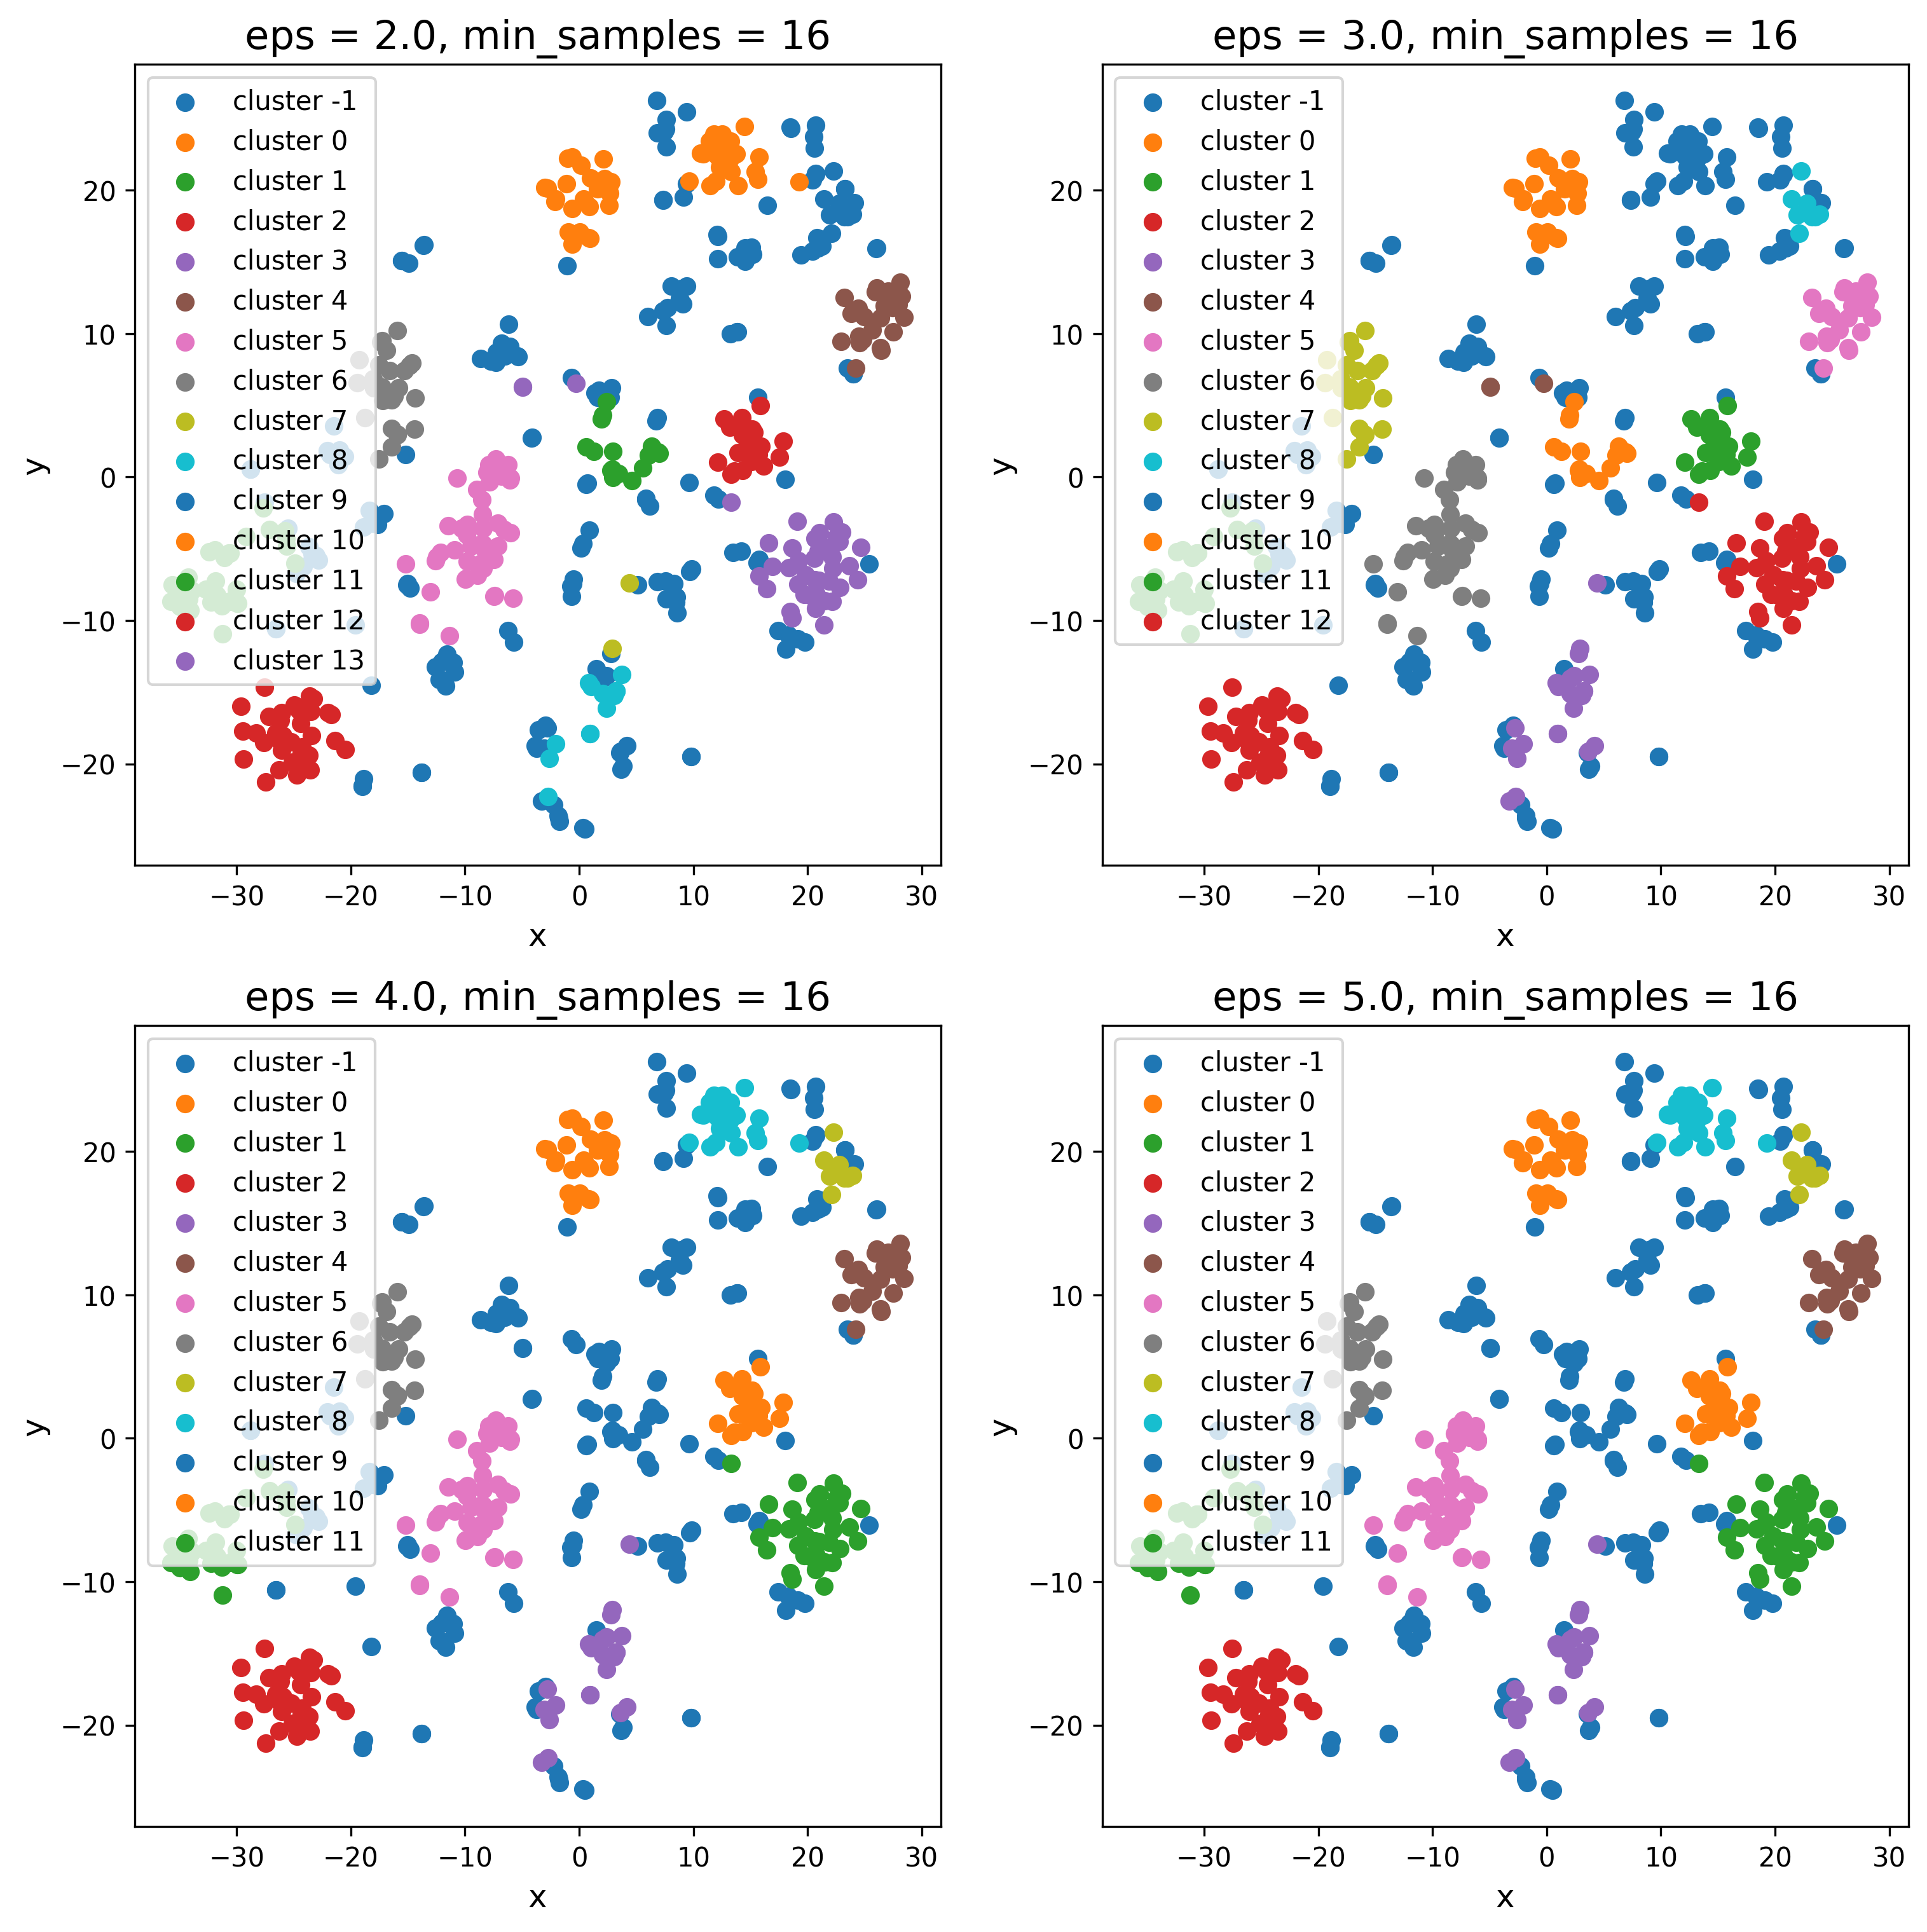 eps = 2.0, min_samples = 16
cluster -1
cluster 0
cluster 1
cluster 2
cluster 3
cluster 4
cluster 5
cluster 6
cluster 7
cluster 8
cluster 9
cluster 10
cluster 11
cluster 12
cluster 13
20
10
0
−10
−20
y
−30 −20 −10 0 10 20 30
x
eps = 3.0, min_samples = 16
cluster -1
cluster 0
cluster 1
cluster 2
cluster 3
cluster 4
cluster 5
cluster 6
cluster 7
cluster 8
cluster 9
cluster 10
cluster 11
cluster 12
20
10
0
−10
−20
y
−30 −20 −10 0 10 20 30
x
eps = 4.0, min_samples = 16
cluster -1
cluster 0
cluster 1
cluster 2
cluster 3
cluster 4
cluster 5
cluster 6
cluster 7
cluster 8
cluster 9
cluster 10
cluster 11
20
10
0
−10
−20
y
−30 −20 −10 0 10 20 30
x
eps = 5.0, min_samples = 16
cluster -1
cluster 0
cluster 1
cluster 2
cluster 3
cluster 4
cluster 5
cluster 6
cluster 7
cluster 8
cluster 9
cluster 10
cluster 11
20
10
0
−10
−20
y
−30 −20 −10 0 10 20 30
x